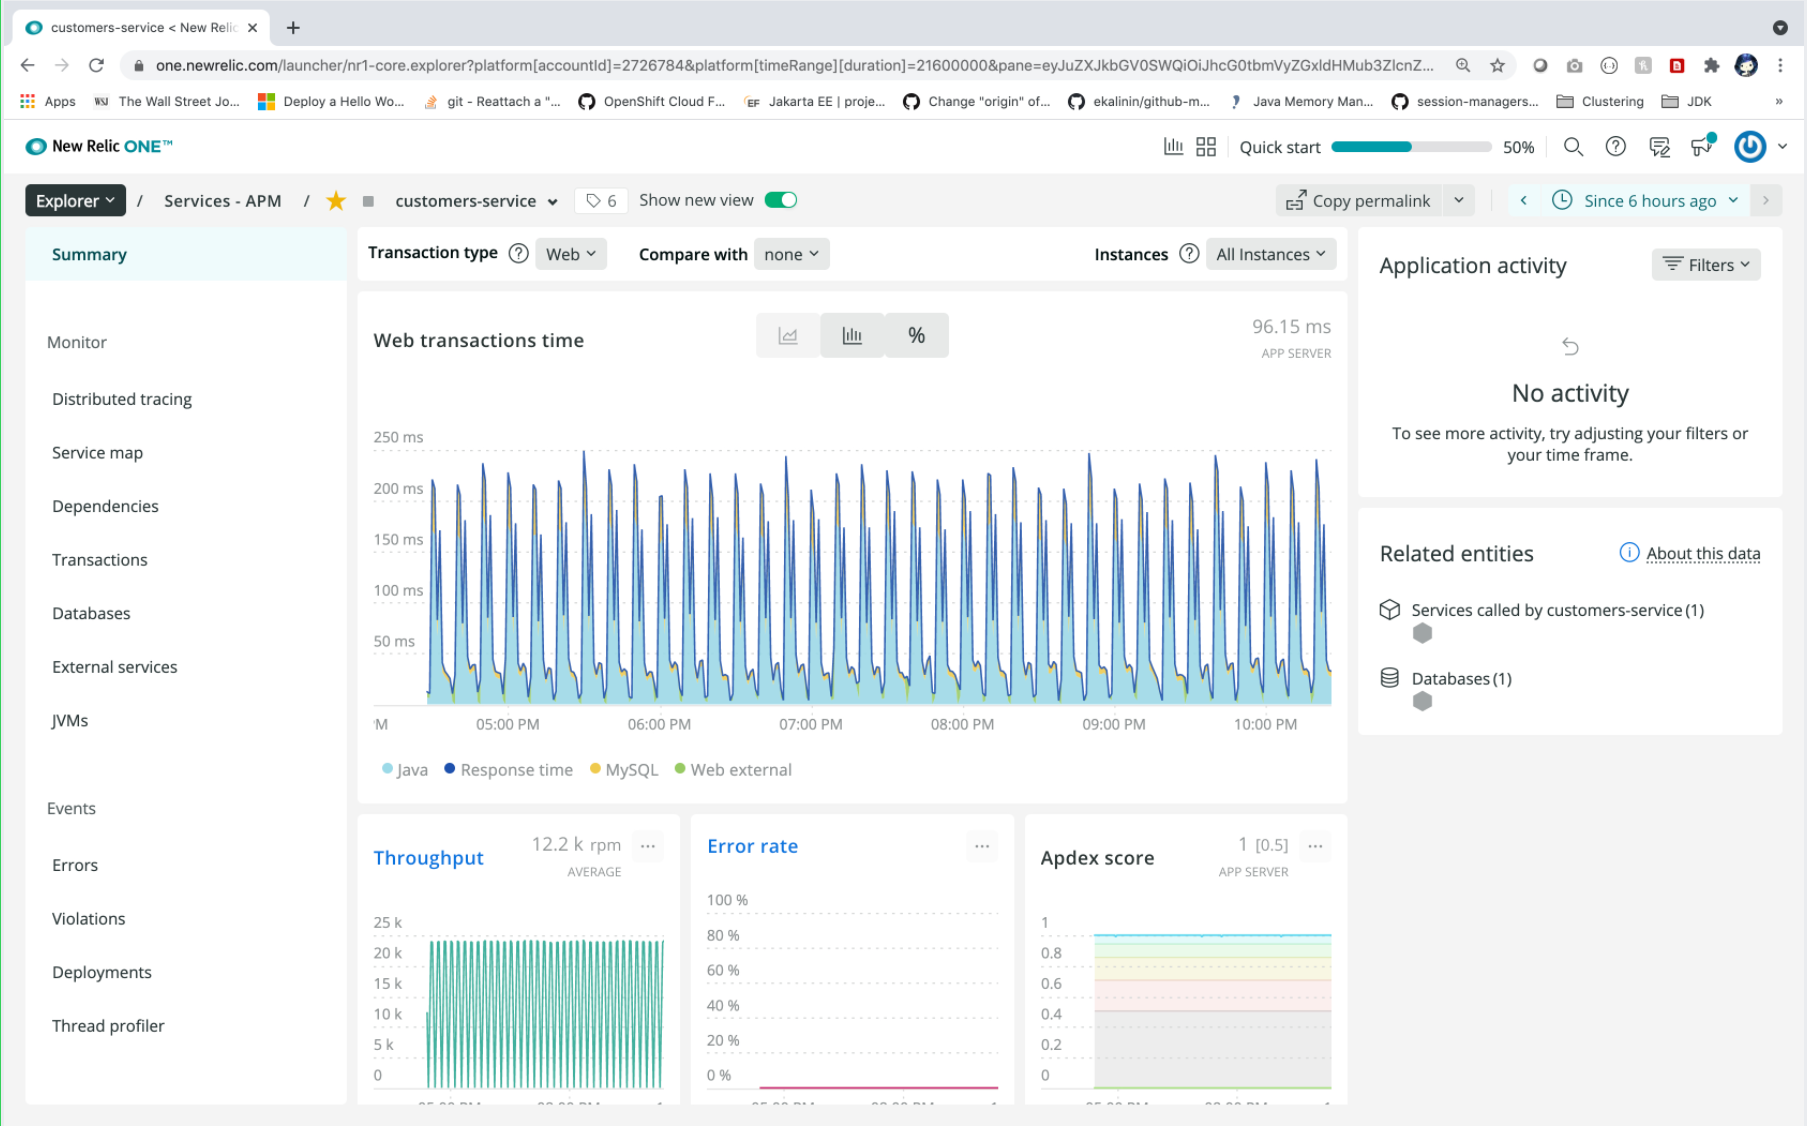 customers-service < New Relic
one.newrelic.com/launcher/nr1-core.explorer?platform[accountId]=2726784&platform[timeRange][duration]=21600000&pane=eyJuZXJkbGV0SWQiOiJhcG0tbmVyZGxldHMub3ZlcnZ...
Apps
WSJ The Wall Street Jo...
Deploy a Hello Wo...
git - Reattach a "...
OpenShift Cloud F...
EF Jakarta EE | proje...
Change "origin" of...
ekalinin/github-m...
Java Memory Man...
session-managers...
Clustering
JDK
»
New Relic ONE™
Quick start 50%
Explorer / Services - APM / customers-service 6 Show new view
Copy permalink
Since 6 hours ago
Summary
Monitor
Distributed tracing
Service map
Dependencies
Transactions
Databases
External services
JVMs
Events
Errors
Violations
Deployments
Thread profiler
Transaction type ? Web Compare with none
Instances ? All Instances
Web transactions time
%
96.15 ms
APP SERVER
250 ms
200 ms
150 ms
100 ms
50 ms
PM 05:00 PM 06:00 PM 07:00 PM 08:00 PM 09:00 PM 10:00 PM
Java Response time MySQL Web external
Throughput
12.2 k rpm
AVERAGE
...
25 k
20 k
15 k
10 k
5 k
0
Error rate
...
100 %
80 %
60 %
40 %
20 %
0 %
Apdex score
1 [0.5]
APP SERVER
...
1
0.8
0.6
0.4
0.2
0
Application activity
Filters
No activity
To see more activity, try adjusting your filters or
your time frame.
Related entities
About this data
Services called by customers-service (1)
Databases (1)